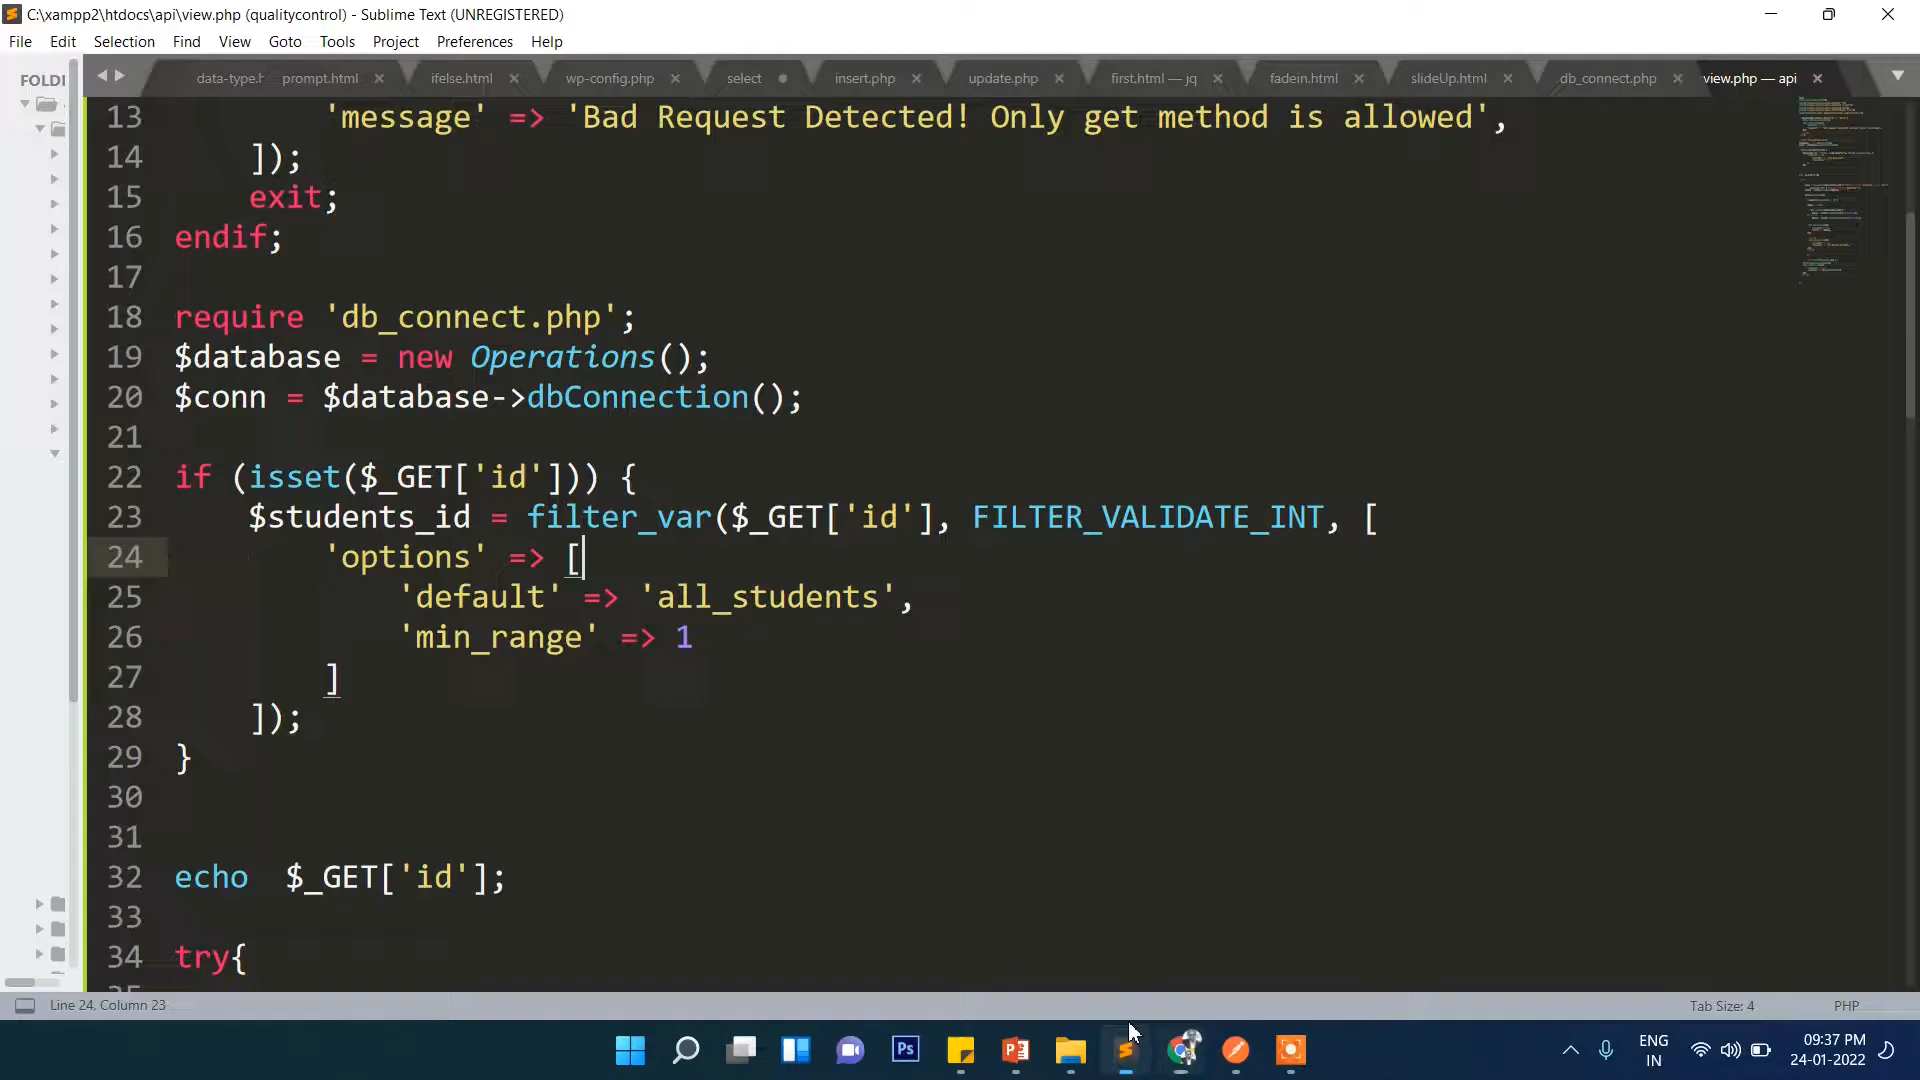 C:\xampp2\htdocs\api\view.php (qualitycontrol) - Sublime Text (UNREGISTERED)
File Edit Selection Find View Goto Tools Project Preferences Help
FOLDI
data-type.h prompt.html ifelse.html wp-config.php select insert.php update.php first.html — jq fadein.html slideUp.html db_connect.php view.php — api
13 'message' => 'Bad Request Detected! Only get method is allowed',
14 ]);
15 exit;
16 endif;
17
18 require 'db_connect.php';
19 $database = new Operations();
20 $conn = $database->dbConnection();
21
22 if (isset($_GET['id'])) {
23 $students_id = filter_var($_GET['id'], FILTER_VALIDATE_INT, [
24 'options' => [
25 'default' => 'all_students',
26 'min_range' => 1
27 ]
28 ]);
29 }
30
31
32 echo $_GET['id'];
33
34 try{
Line 24, Column 23
Tab Size: 4 PHP
Ps
ENG
IN
09:37 PM
24-01-2022